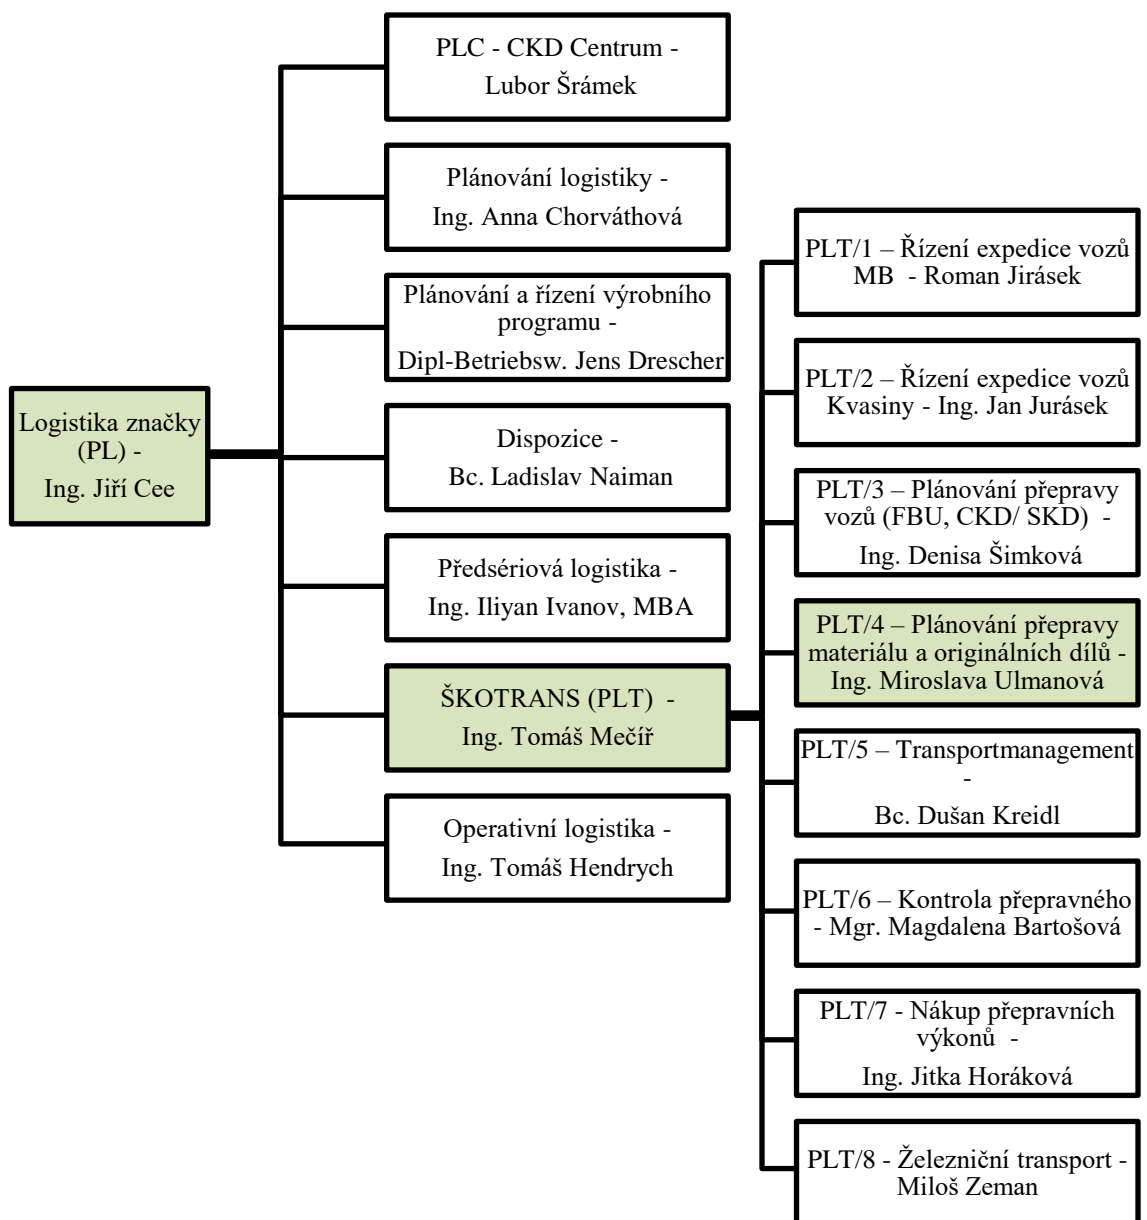 PLC - CKD Centrum -
Lubor Šrámek
Plánování logistiky -
Ing. Anna Chorváthová
Plánování a řízení výrobního
programu -
Dipl-Betriebsw. Jens Drescher
Logistika značky
(PL) -
Ing. Jiří Cee
Dispozice -
Bc. Ladislav Naiman
Předsériová logistika -
Ing. Iliyan Ivanov, MBA
ŠKOTRANS (PLT) -
Ing. Tomáš Mečíř
Operativní logistika -
Ing. Tomáš Hendrych
PLT/1 – Řízení expedice vozů
MB - Roman Jirásek
PLT/2 – Řízení expedice vozů
Kvasiny - Ing. Jan Jurásek
PLT/3 – Plánování přepravy
vozů (FBU, CKD/ SKD) -
Ing. Denisa Šimková
PLT/4 – Plánování přepravy
materiálu a originálních dílů -
Ing. Miroslava Ulmanová
PLT/5 – Transportmanagement
-
Bc. Dušan Kreidl
PLT/6 – Kontrola přepravného
- Mgr. Magdalena Bartošová
PLT/7 - Nákup přepravních
výkonů -
Ing. Jitka Horáková
PLT/8 - Železniční transport -
Miloš Zeman